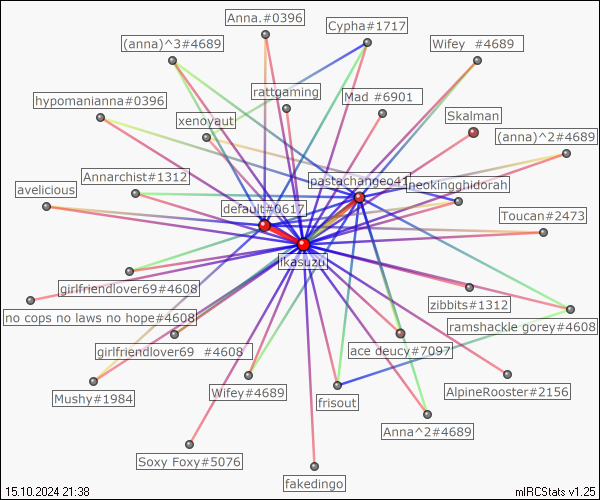 Anna.#0396
Cypha#1717
(anna)^3#4689
Wifey #4689
rattgaming
Mad #6901
hypomanianna#0396
xenoyaut
Skalman
(anna)^2#4689
Annarchist#1312
pastachangeo41
neokingghidorah
avelicious
default#0617
Toucan#2473
ikasuzu
girlfriendover69#4608
zibbits#1312
no cops no laws no hope#4608
ramshackle gorey#4608
girlfriendlover69 #4608
ace deucy#7097
Wifey#4689
AlpineRooster#2156
Mushy#1984
frisout
Anna^2#4689
Soxy Foxy#5076
fakedingo
15.10.2024 21:38
mIRCStats v1.25